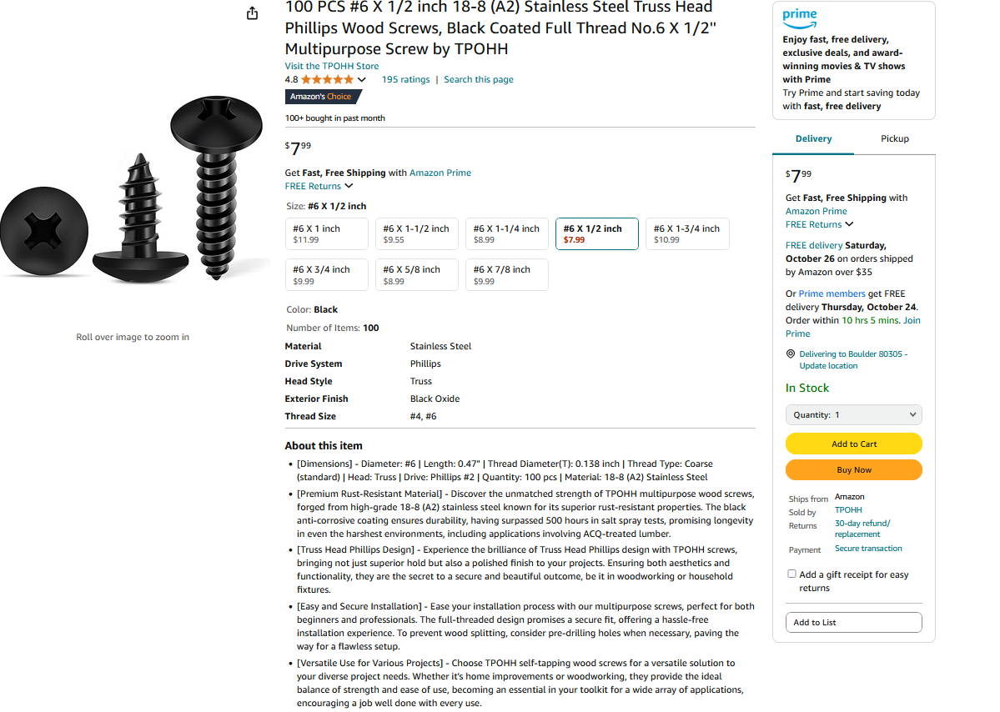 100 PCS #6 X 1/2 inch 18-8 (A2) Stainless Steel Truss Head
Phillips Wood Screws, Black Coated Full Thread No.6 X 1/2''
Multipurpose Screw by TPOHH
Visit the TPOHH Store
4.8
195 ratings | Search this page
Amazon's Choice
100+ bought in past month
$7 99
Get Fast, Free Shipping with Amazon Prime
FREE Returns
Size: #6 X 1/2 inch
#6 X 1 inch
$11.99
#6 X 1-1/2 inch
$9.55
#6 X 1-1/4 inch
$8.99
#6 X 1/2 inch
$7.99
#6 X 1-3/4 inch
$10.99
#6 X 3/4 inch
$9.99
#6 X 5/8 inch
$8.99
#6 X 7/8 inch
$9.99
Color: Black
Number of Items: 100
Material Stainless Steel
Drive System Phillips
Head Style Truss
Exterior Finish Black Oxide
Thread Size #4, #6
About this item
• [Dimensions] - Diameter: #6 | Length: 0.47" | Thread Diameter(T): 0.138 inch | Thread Type: Coarse
(standard) | Head: Truss | Drive: Phillips #2 | Quantity: 100 pcs | Material: 18-8 (A2) Stainless Steel
• [Premium Rust-Resistant Material] - Discover the unmatched strength of TPOHH multipurpose wood screws,
forged from high-grade 18-8 (A2) stainless steel known for its superior rust-resistant properties. The black
anti-corrosive coating ensures durability, having surpassed 500 hours in salt spray tests, promising longevity
in even the harshest environments, including applications involving ACQ-treated lumber.
• [Truss Head Phillips Design] - Experience the brilliance of Truss Head Phillips design with TPOHH screws,
bringing not just superior hold but also a polished finish to your projects. Ensuring both aesthetics and
functionality, they are the secret to a secure and beautiful outcome, be it in woodworking or household
fixtures.
• [Easy and Secure Installation] - Ease your installation process with our multipurpose screws, perfect for both
beginners and professionals. The full-threaded design promises a secure fit, offering a hassle-free
installation experience. To prevent wood splitting, consider pre-drilling holes when necessary, paving the
way for a flawless setup.
• [Versatile Use for Various Projects] - Choose TPOHH self-tapping wood screws for a versatile solution to
your diverse project needs. Whether it's home improvements or woodworking, they provide the ideal
balance of strength and ease of use, becoming an essential in your toolkit for a wide array of applications,
encouraging a job well done with every use.
Roll over image to zoom in
prime
Enjoy fast, free delivery,
exclusive deals, and award-
winning movies & TV shows
with Prime
Try Prime and start saving today
with fast, free delivery
Delivery
Pickup
$7 99
Get Fast, Free Shipping with
Amazon Prime
FREE Returns
FREE delivery Saturday,
October 26 on orders shipped
by Amazon over $35
Or Prime members get FREE
delivery Thursday, October 24.
Order within 10 hrs 5 mins. Join
Prime
Delivering to Boulder 80305 -
Update location
In Stock
Quantity: 1
Add to Cart
Buy Now
Ships from Amazon
Sold by TPOHH
Returns 30-day refund/
replacement
Payment Secure transaction
Add a gift receipt for easy
returns
Add to List